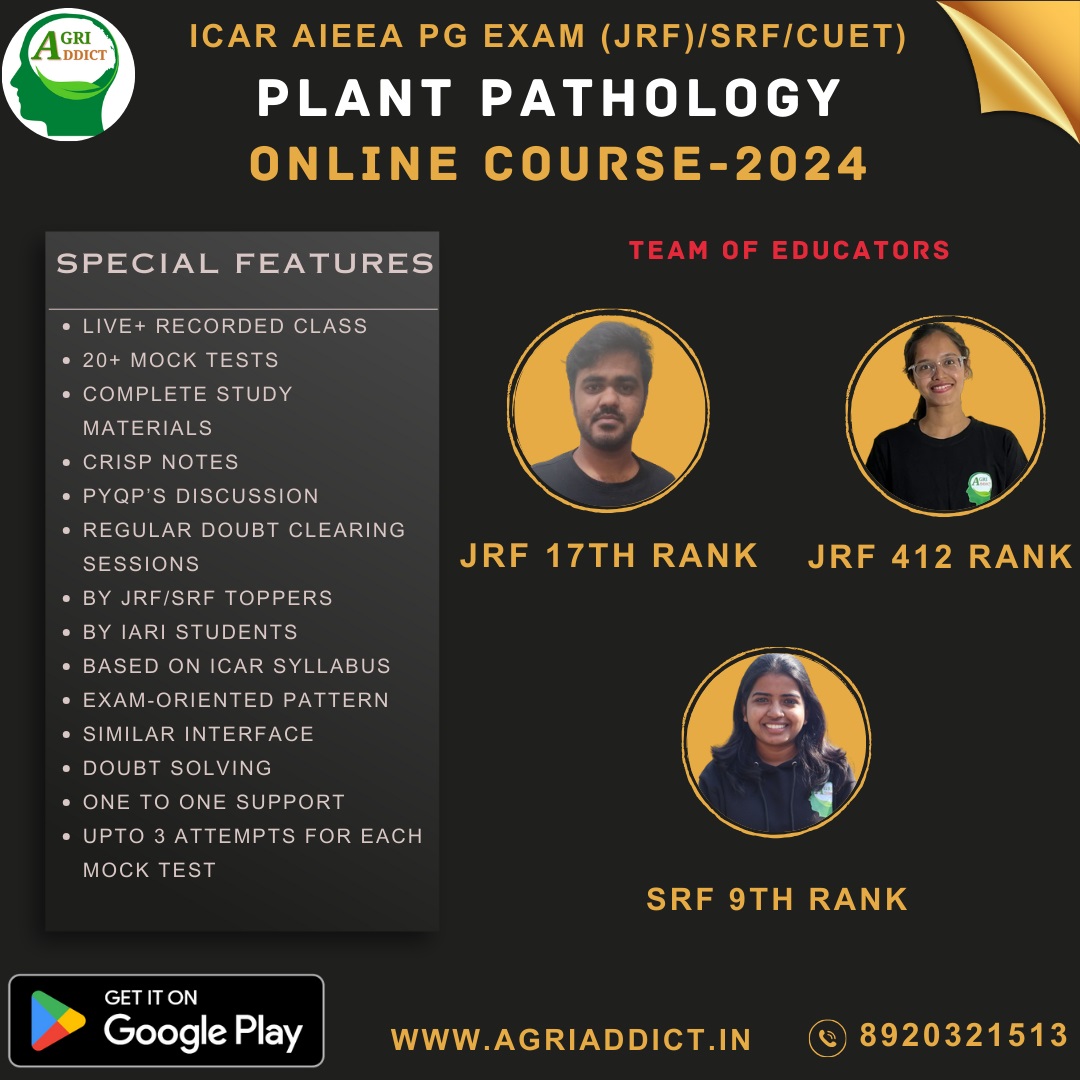 AGRI
ADDICT
ICAR AIEEA PG EXAM (JRF)/SRF/CUET)
PLANT PATHOLOGY
ONLINE COURSE-2024
SPECIAL FEATURES
• LIVE+ RECORDED CLASS
• 20+ MOCK TESTS
• COMPLETE STUDY
MATERIALS
• CRISP NOTES
• PYQP’S DISCUSSION
• REGULAR DOUBT CLEARING
SESSIONS
• BY JRF/SRF TOPPERS
• BY IARI STUDENTS
• BASED ON ICAR SYLLABUS
• EXAM-ORIENTED PATTERN
• SIMILAR INTERFACE
• DOUBT SOLVING
• ONE TO ONE SUPPORT
• UPTO 3 ATTEMPTS FOR EACH
MOCK TEST
TEAM OF EDUCATORS
AGRI
ADDICT
JRF 17TH RANK
JRF 412 RANK
SRF 9TH RANK
GET IT ON
Google Play
WWW.AGRIADDICT.IN
8920321513